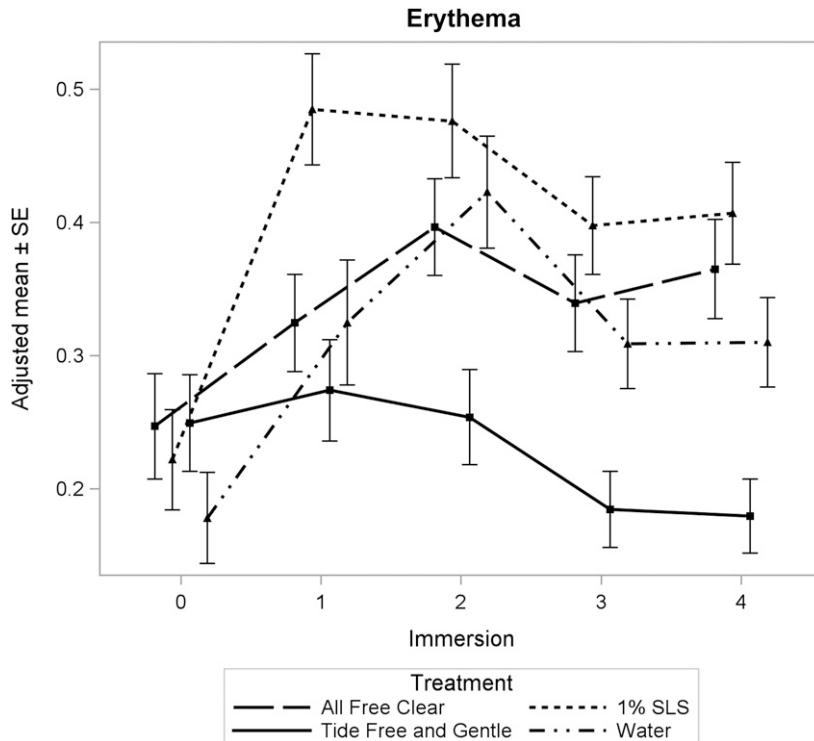 Erythema
Adjusted mean ± SE
0.5
0.4
0.3
0.2
0 1 2 3 4
Immersion
Treatment
All Free Clear 1% SLS
Tide Free and Gentle Water